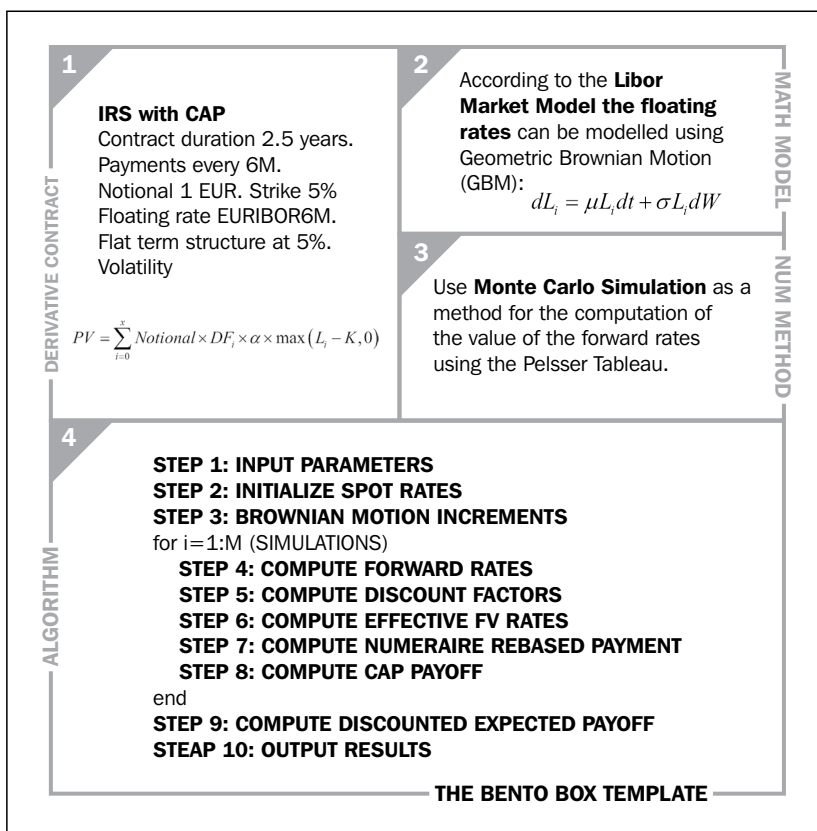 1
DERIVATIVE CONTRACT
IRS with CAP
Contract duration 2.5 years.
Payments every 6M.
Notional 1 EUR. Strike 5%
Floating rate EURIBOR6M.
Flat term structure at 5%.
Volatility
PV = \sum_{i=0}^{x} Notional × DF_i × α × max(L_i − K, 0)
2
MATH MODEL
According to the Libor
Market Model the floating
rates can be modelled using
Geometric Brownian Motion
(GBM):
dL_i = μL_i dt + σL_i dW
3
NUM METHOD
Use Monte Carlo Simulation as a
method for the computation of
the value of the forward rates
using the Pelsser Tableau.
4
ALGORITHM
STEP 1: INPUT PARAMETERS
STEP 2: INITIALIZE SPOT RATES
STEP 3: BROWNIAN MOTION INCREMENTS
for i=1:M (SIMULATIONS)
STEP 4: COMPUTE FORWARD RATES
STEP 5: COMPUTE DISCOUNT FACTORS
STEP 6: COMPUTE EFFECTIVE FV RATES
STEP 7: COMPUTE NUMERAIRE REBASED PAYMENT
STEP 8: COMPUTE CAP PAYOFF
end
STEP 9: COMPUTE DISCOUNTED EXPECTED PAYOFF
STEAP 10: OUTPUT RESULTS
THE BENTO BOX TEMPLATE